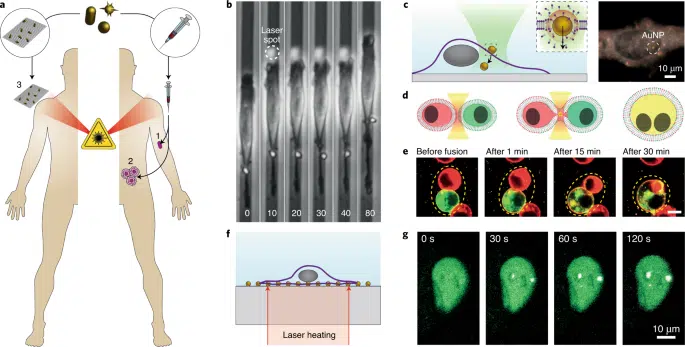 a
3
1
2
b
Laser
spot
0 10 20 30 40 80
c
AuNP
10 µm
d
e
Before fusion After 1 min After 15 min After 30 min
f
Laser heating
g
0 s 30 s 60 s 120 s
10 µm